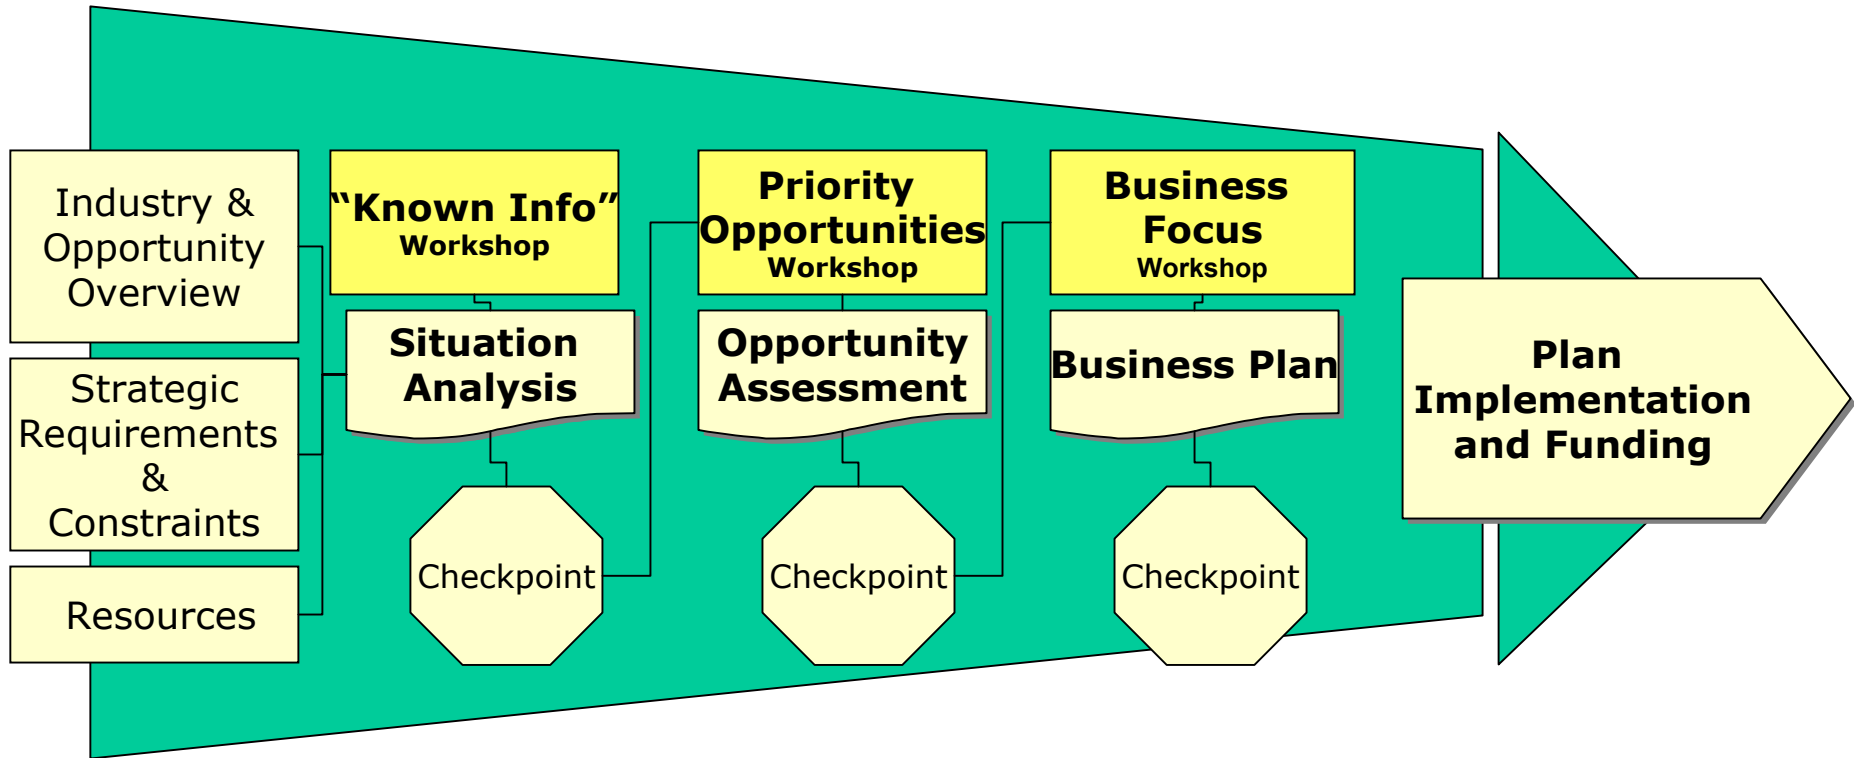 Industry &
Opportunity
Overview
Strategic
Requirements
&
Constraints
Resources
“Known Info”
Workshop
Situation
Analysis
Checkpoint
Priority
Opportunities
Workshop
Opportunity
Assessment
Checkpoint
Business
Focus
Workshop
Business Plan
Checkpoint
Plan
Implementation
and Funding